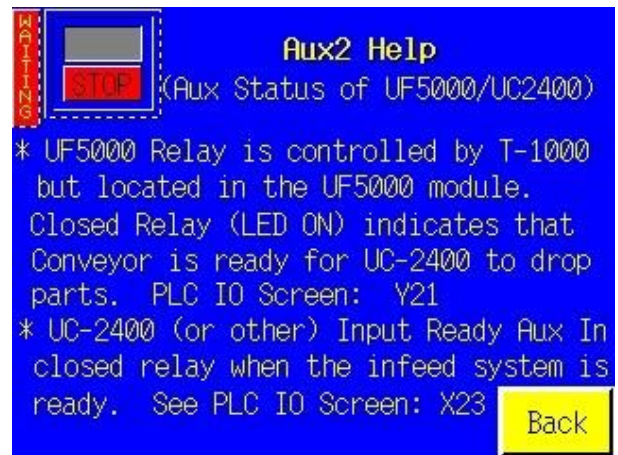 WAITING
STOP
Aux2 Help
(Aux Status of UF5000/UC2400)
* UF5000 Relay is controlled by T-1000
but located in the UF5000 module.
Closed Relay (LED ON) indicates that
Conveyor is ready for UC-2400 to drop
parts. PLC IO Screen: Y21
* UC-2400 (or other) Input Ready Aux In
closed relay when the infeed system is
ready. See PLC IO Screen: X23
Back